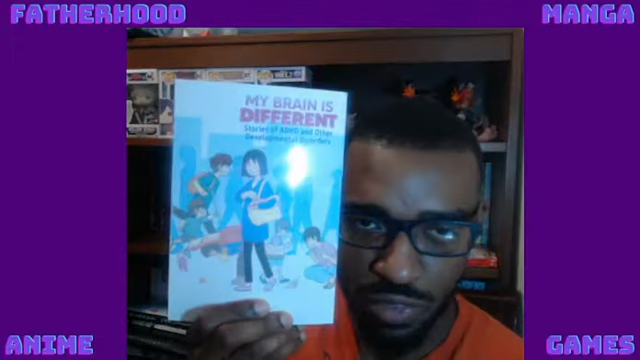 FATHERHOOD
MANGA
MY BRAIN IS
DIFFERENT
Stories of ADHD and Other
Developmental Disorders
ANIME
GAMES